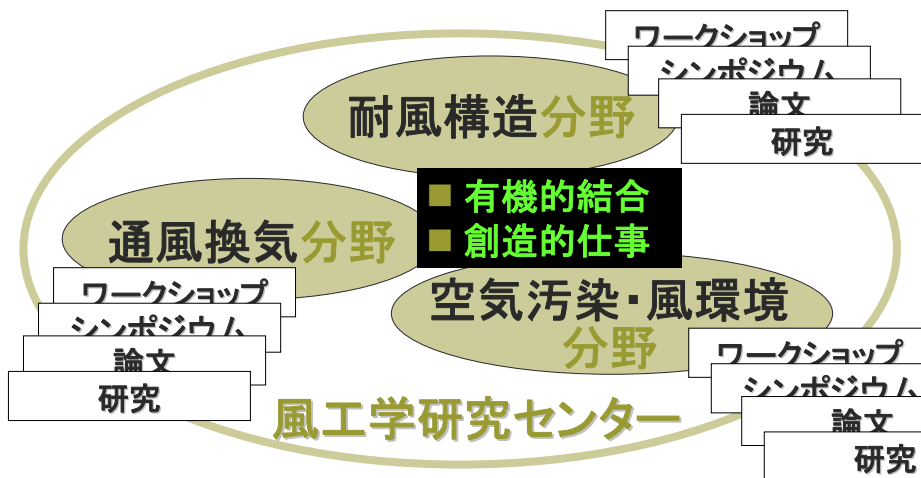 ワークショップ
シンポジウム
論文
研究
耐風構造分野
■ 有機的結合
■ 創造的仕事
通風換気分野
ワークショップ
シンポジウム
論文
研究
空気汚染・風環境
分野
ワークショップ
シンポジウム
論文
研究
風工学研究センター